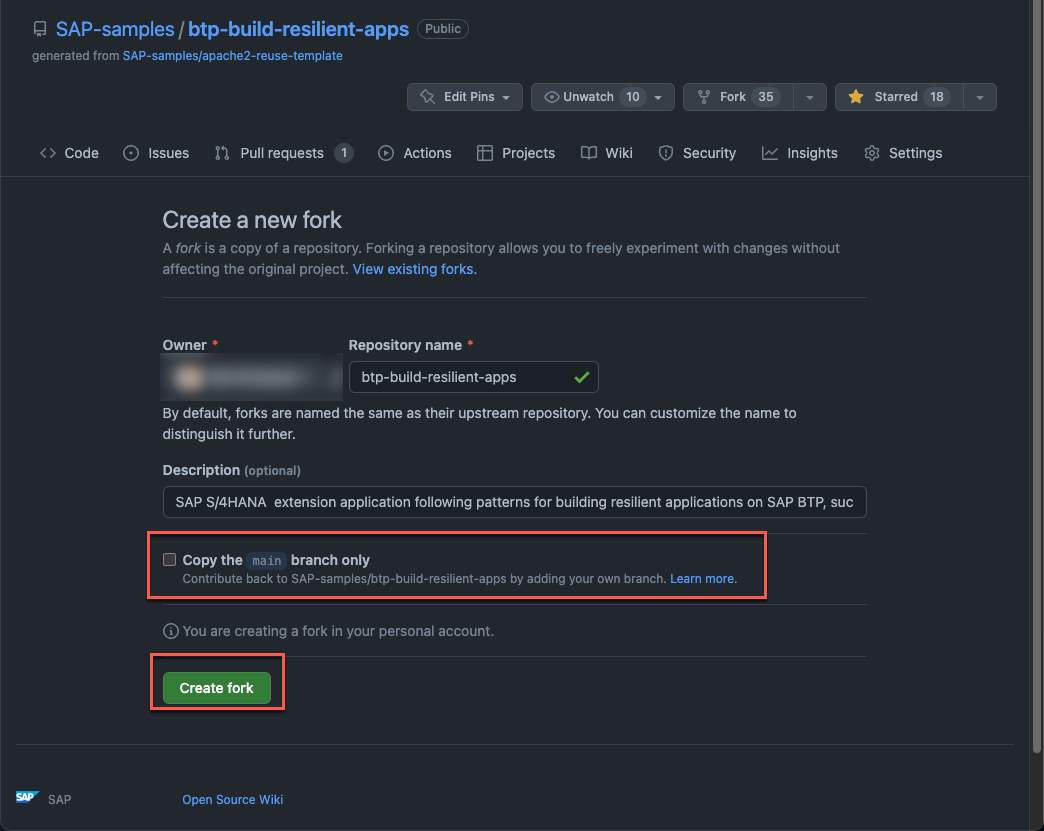 SAP-samples / btp-build-resilient-apps Public
generated from SAP-samples/apache2-reuse-template
Edit Pins Unwatch 10 Fork 35 Starred 18
Code Issues Pull requests 1 Actions Projects Wiki Security Insights Settings
Create a new fork
A fork is a copy of a repository. Forking a repository allows you to freely experiment with changes without
affecting the original project. View existing forks.
Owner * Repository name *
btp-build-resilient-apps
By default, forks are named the same as their upstream repository. You can customize the name to
distinguish it further.
Description (optional)
SAP S/4HANA extension application following patterns for building resilient applications on SAP BTP, suc
Copy the main branch only
Contribute back to SAP-samples/btp-build-resilient-apps by adding your own branch. Learn more.
You are creating a fork in your personal account.
Create fork
SAP SAP Open Source Wiki